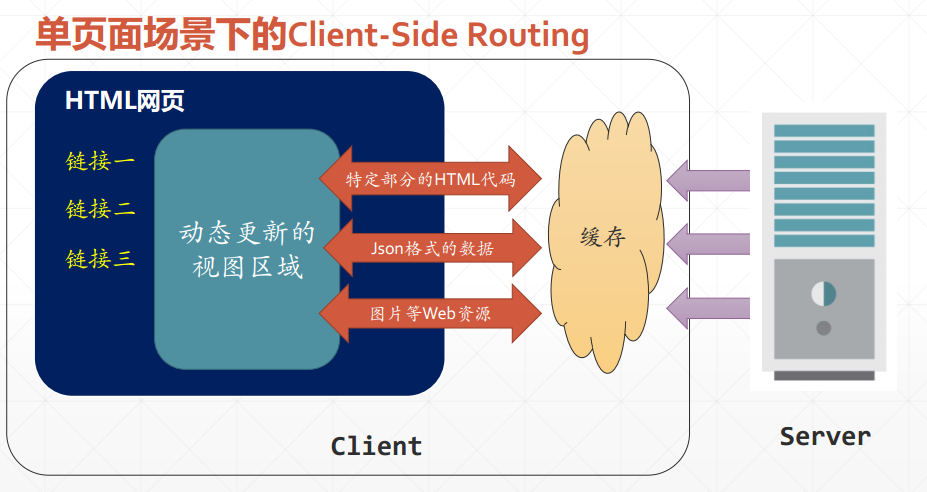 单页面场景下的Client-Side Routing
HTML网页
链接一
链接二
链接三
动态更新的
视图区域
特定部分的HTML代码
Json格式的数据
图片等Web资源
缓存
Client
Server